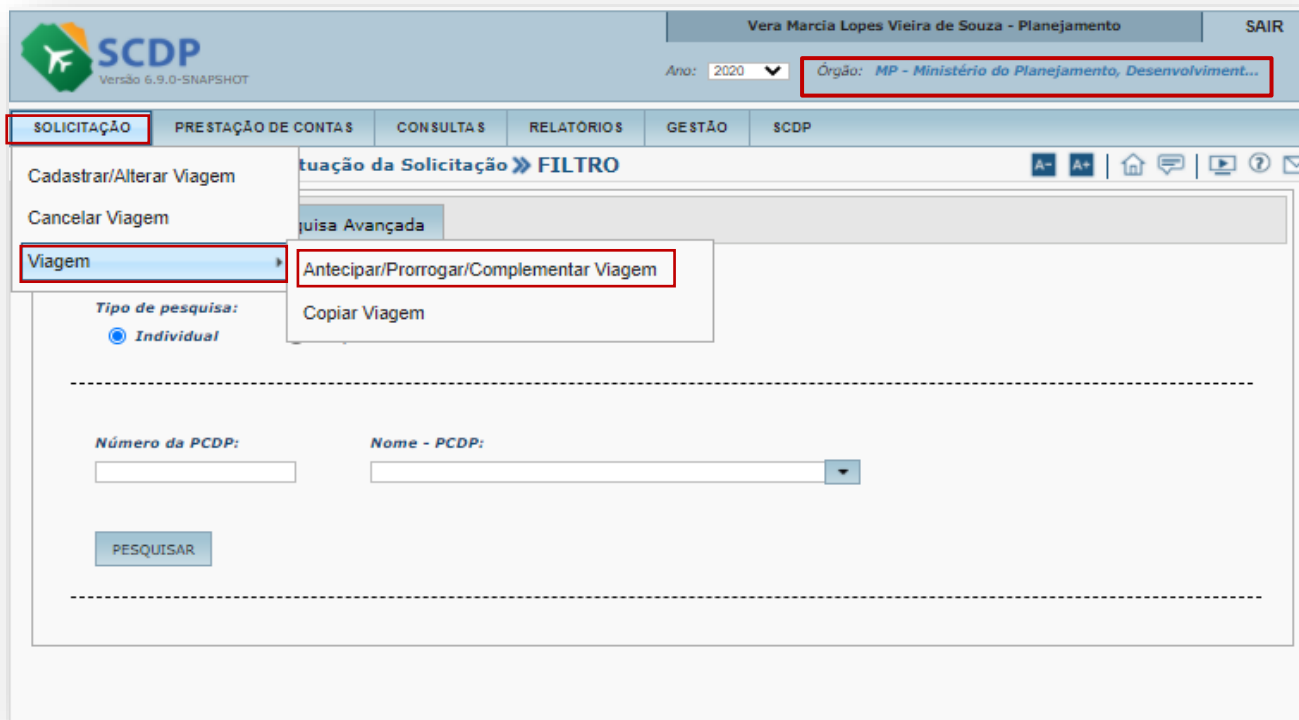 Vera Marcia Lopes Vieira de Souza - Planejamento SAIR
SCDP
Versão 6.9.0-SNAPSHOT
Ano: 2020 Órgão: MP - Ministério do Planejamento, Desenvolviment...
SOLICITAÇÃO PRESTAÇÃO DE CONTAS CONSULTAS RELATÓRIOS GESTÃO SCDP
tuação da Solicitação » FILTRO A- A+
Cadastrar/Alterar Viagem
Cancelar Viagem
quisa Avançada
Viagem
Antecipar/Prorrogar/Complementar Viagem
Copiar Viagem
Tipo de pesquisa:
Individual
Número da PCDP: Nome - PCDP:
PESQUISAR